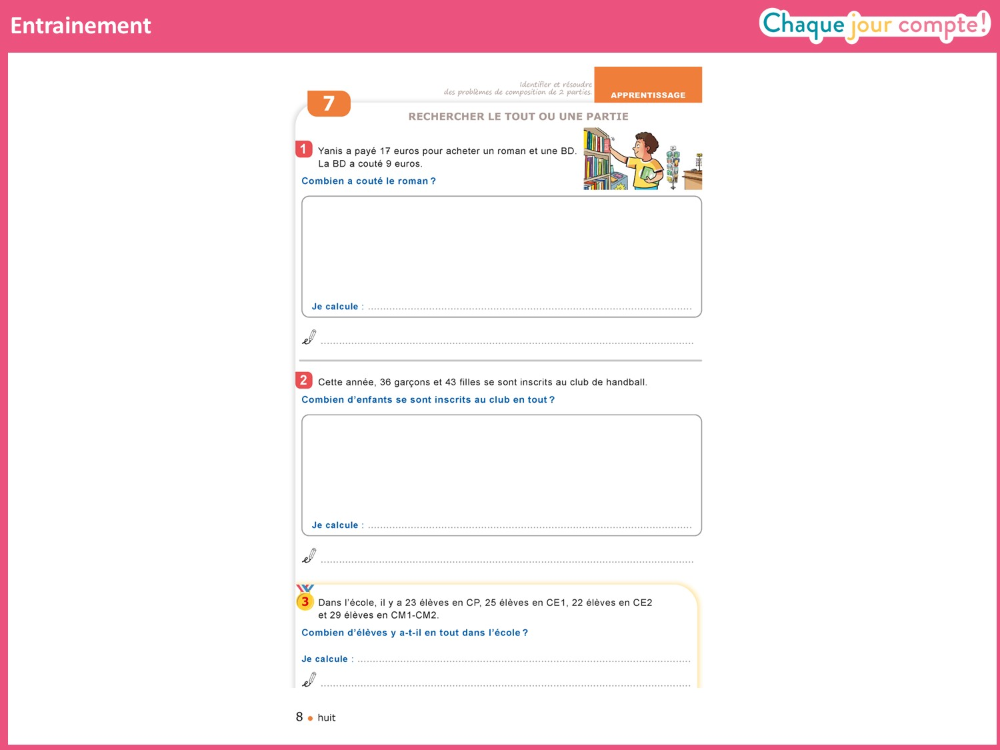 Entrainement
Chaque jour compte!
Identifier et résoudre
des problèmes de composition de 2 parties.
APPRENTISSAGE
7
RECHERCHER LE TOUT OU UNE PARTIE
1 Yanis a payé 17 euros pour acheter un roman et une BD.
La BD a couté 9 euros.
Combien a couté le roman ?
Je calcule :
2 Cette année, 36 garçons et 43 filles se sont inscrits au club de handball.
Combien d'enfants se sont inscrits au club en tout ?
Je calcule :
3 Dans l'école, il y a 23 élèves en CP, 25 élèves en CE1, 22 élèves en CE2
et 29 élèves en CM1-CM2.
Combien d'élèves y a-t-il en tout dans l'école ?
Je calcule :
8 • huit